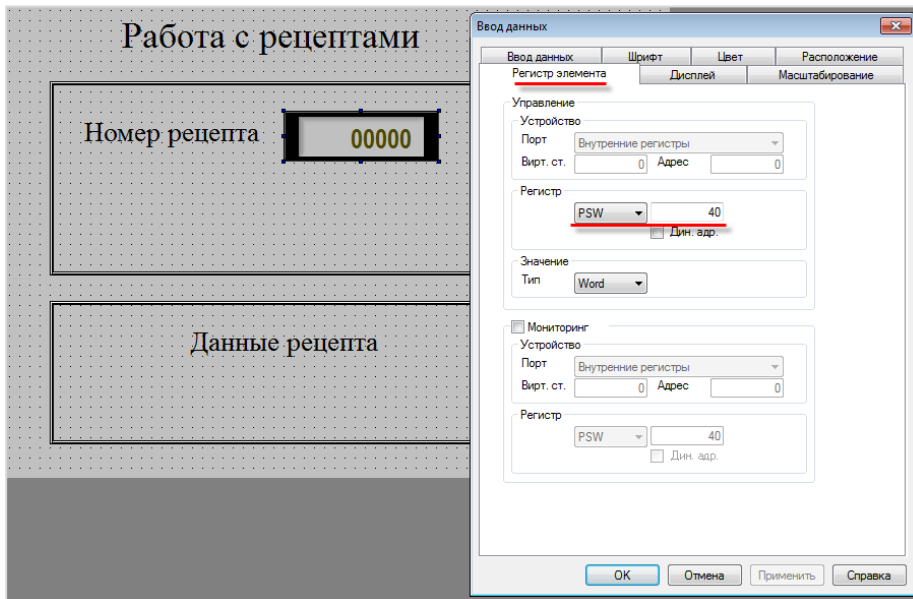 Работа с рецептами
Номер рецепта 00000
Данные рецепта
Ввод данных
Ввод данных Шрифт Цвет Расположение
Регистр элемента Дисплей Масштабирование
Управление
Устройство
Порт Внутренние регистры
Вирт. ст. 0 Адрес 0
Регистр
PSW 40
Дин. адр.
Значение
Тип Word
Мониторинг
Устройство
Порт Внутренние регистры
Вирт. ст. 0 Адрес 0
Регистр
PSW 40
Дин. адр.
OK Отмена Применить Справка